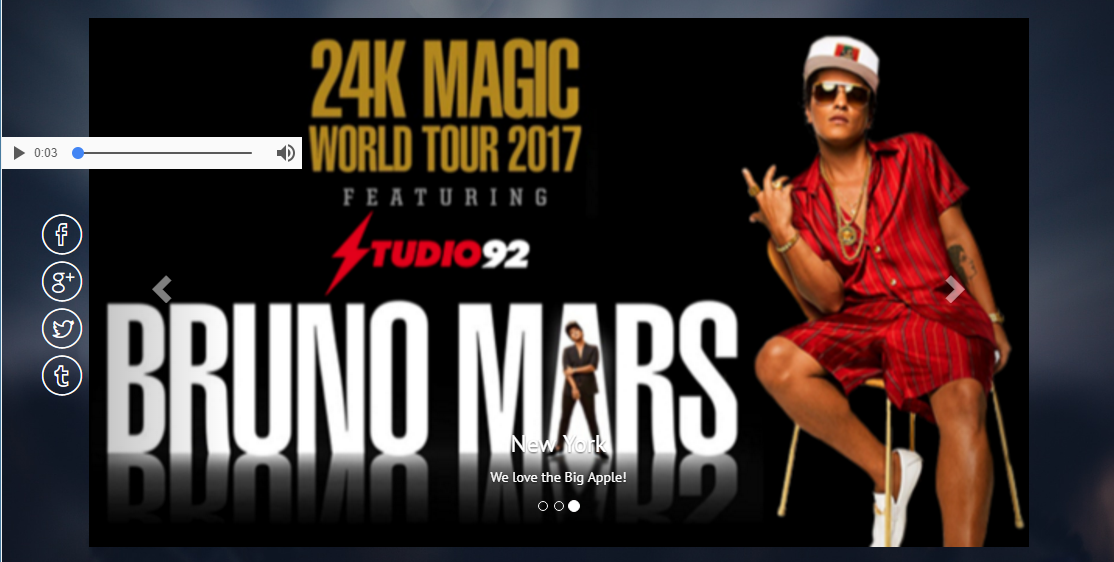 24K MAGIC
WORLD TOUR 2017
FEATURING
0:03
STUDIO92
BRUNO MARS
New York
We love the Big Apple!
f
g+
t